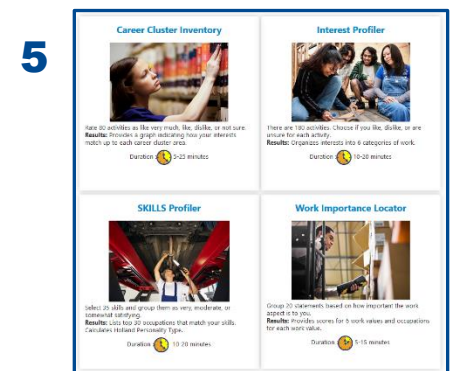 5
Career Cluster Inventory
Rate 80 activities as like very much, like, dislike, or not sure.
Results: Provides a graph indicating how your interests
match up to each career cluster area.
Duration 5-25 minutes
Interest Profiler
There are 180 activities. Choose if you like, dislike, or are
unsure for each activity.
Results: Organizes interests into 6 categories of work.
Duration 10-20 minutes
SKILLS Profiler
Select 35 skills and group them as very, moderate, or
somewhat satisfying.
Results: Lists top 30 occupations that match your skills.
Calculates Holland Personality Type.
Duration 10-20 minutes
Work Importance Locator
Group 20 statements based on how important the work
aspect is to you.
Results: Provides scores for 6 work values and occupations
for each work value.
Duration 5-15 minutes